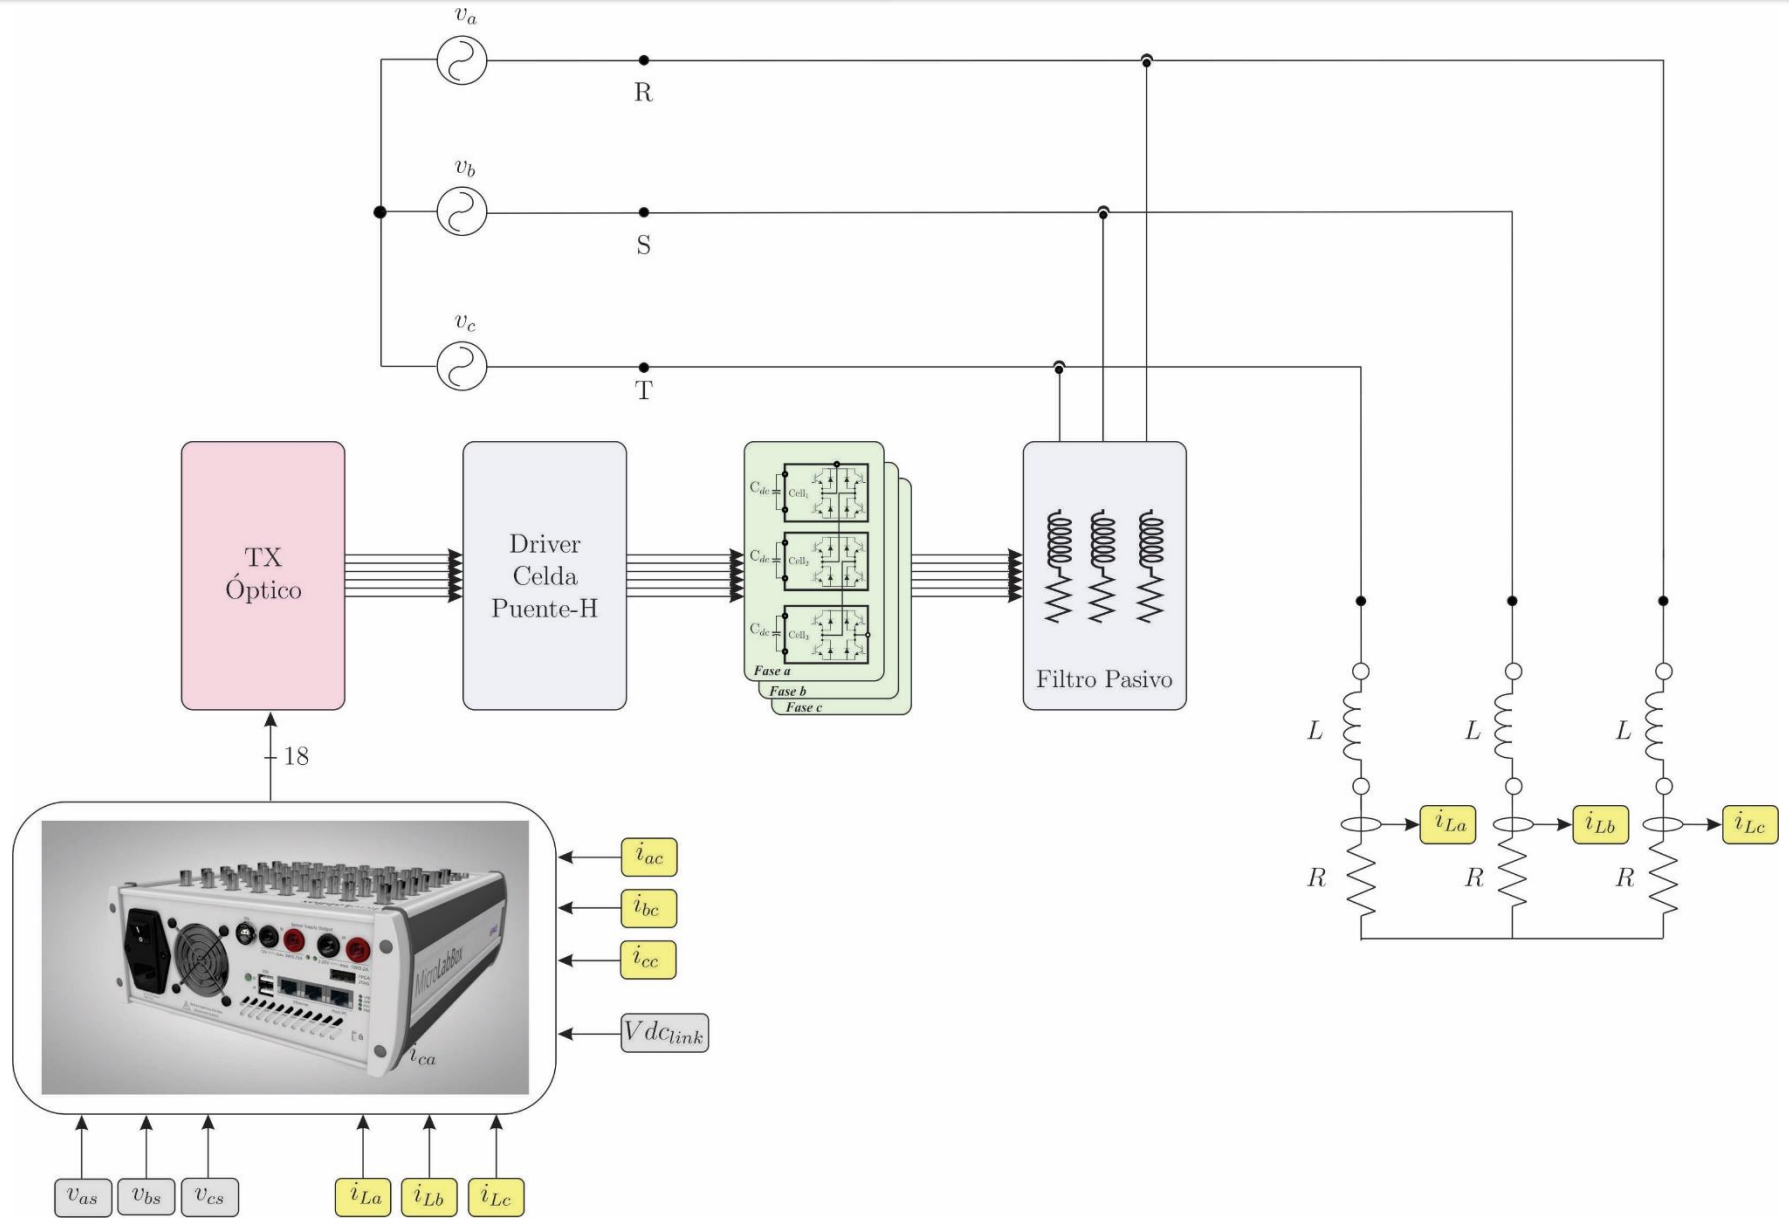 v_a
R
v_b
S
v_c
T
TX
Óptico
Driver
Celda
Puente-H
C_dc
Cell_1
C_dc
Cell_2
C_dc
Cell_3
Fase a
Fase b
Fase c
Filtro Pasivo
18
L
L
L
i_La
i_Lb
i_Lc
R
R
R
i_ac
i_bc
i_cc
Vdc_link
MicroLabBox
i_ca
v_as
v_bs
v_cs
i_La
i_Lb
i_Lc